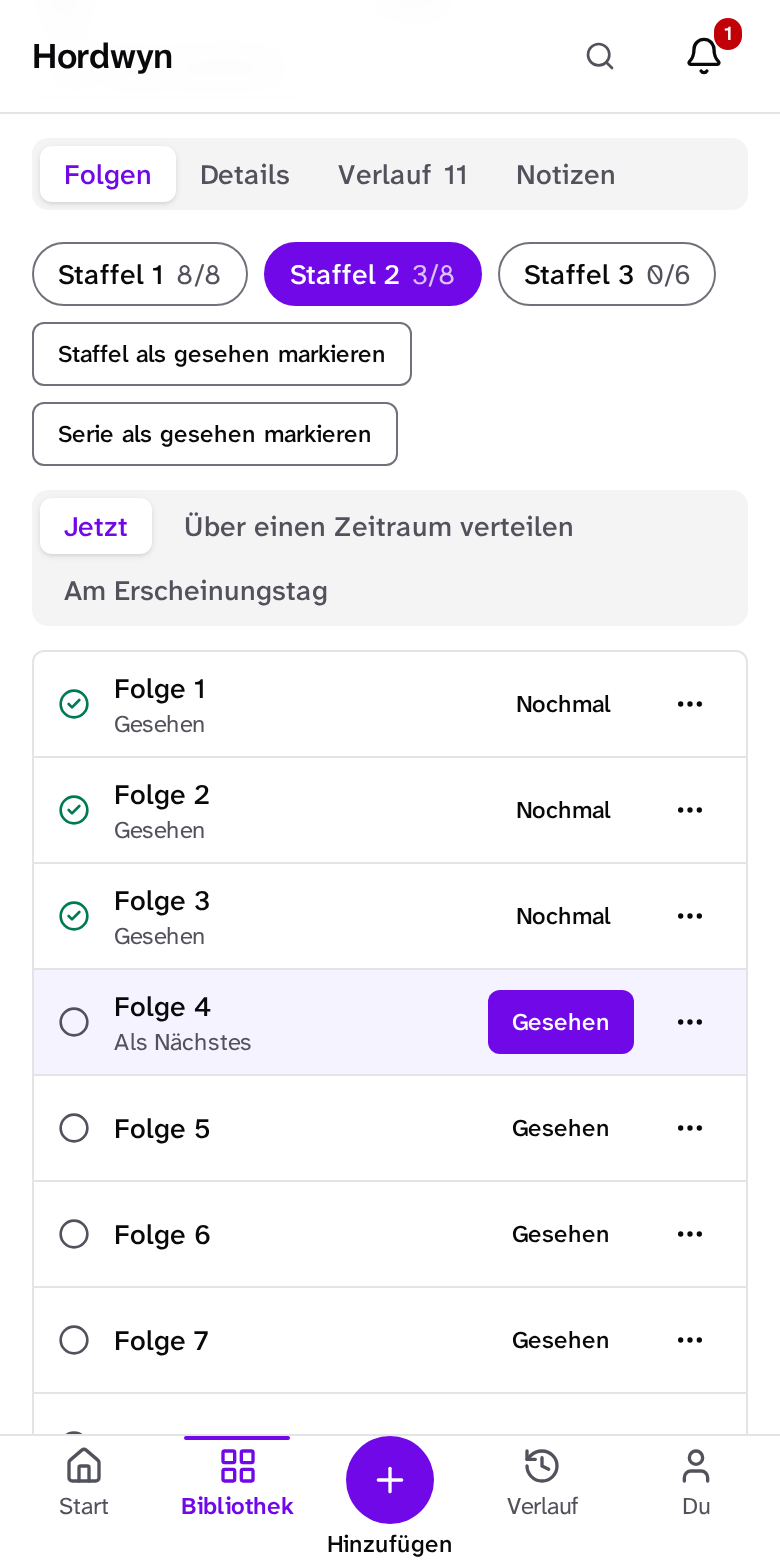 Hordwyn
1
Folgen Details Verlauf 11 Notizen
Staffel 1 8/8 Staffel 2 3/8 Staffel 3 0/6
Staffel als gesehen markieren
Serie als gesehen markieren
Jetzt Über einen Zeitraum verteilen
Am Erscheinungstag
Folge 1
Gesehen
Nochmal
Folge 2
Gesehen
Nochmal
Folge 3
Gesehen
Nochmal
Folge 4
Als Nächstes
Gesehen
Folge 5
Gesehen
Folge 6
Gesehen
Folge 7
Gesehen
Start Bibliothek Hinzufügen Verlauf Du